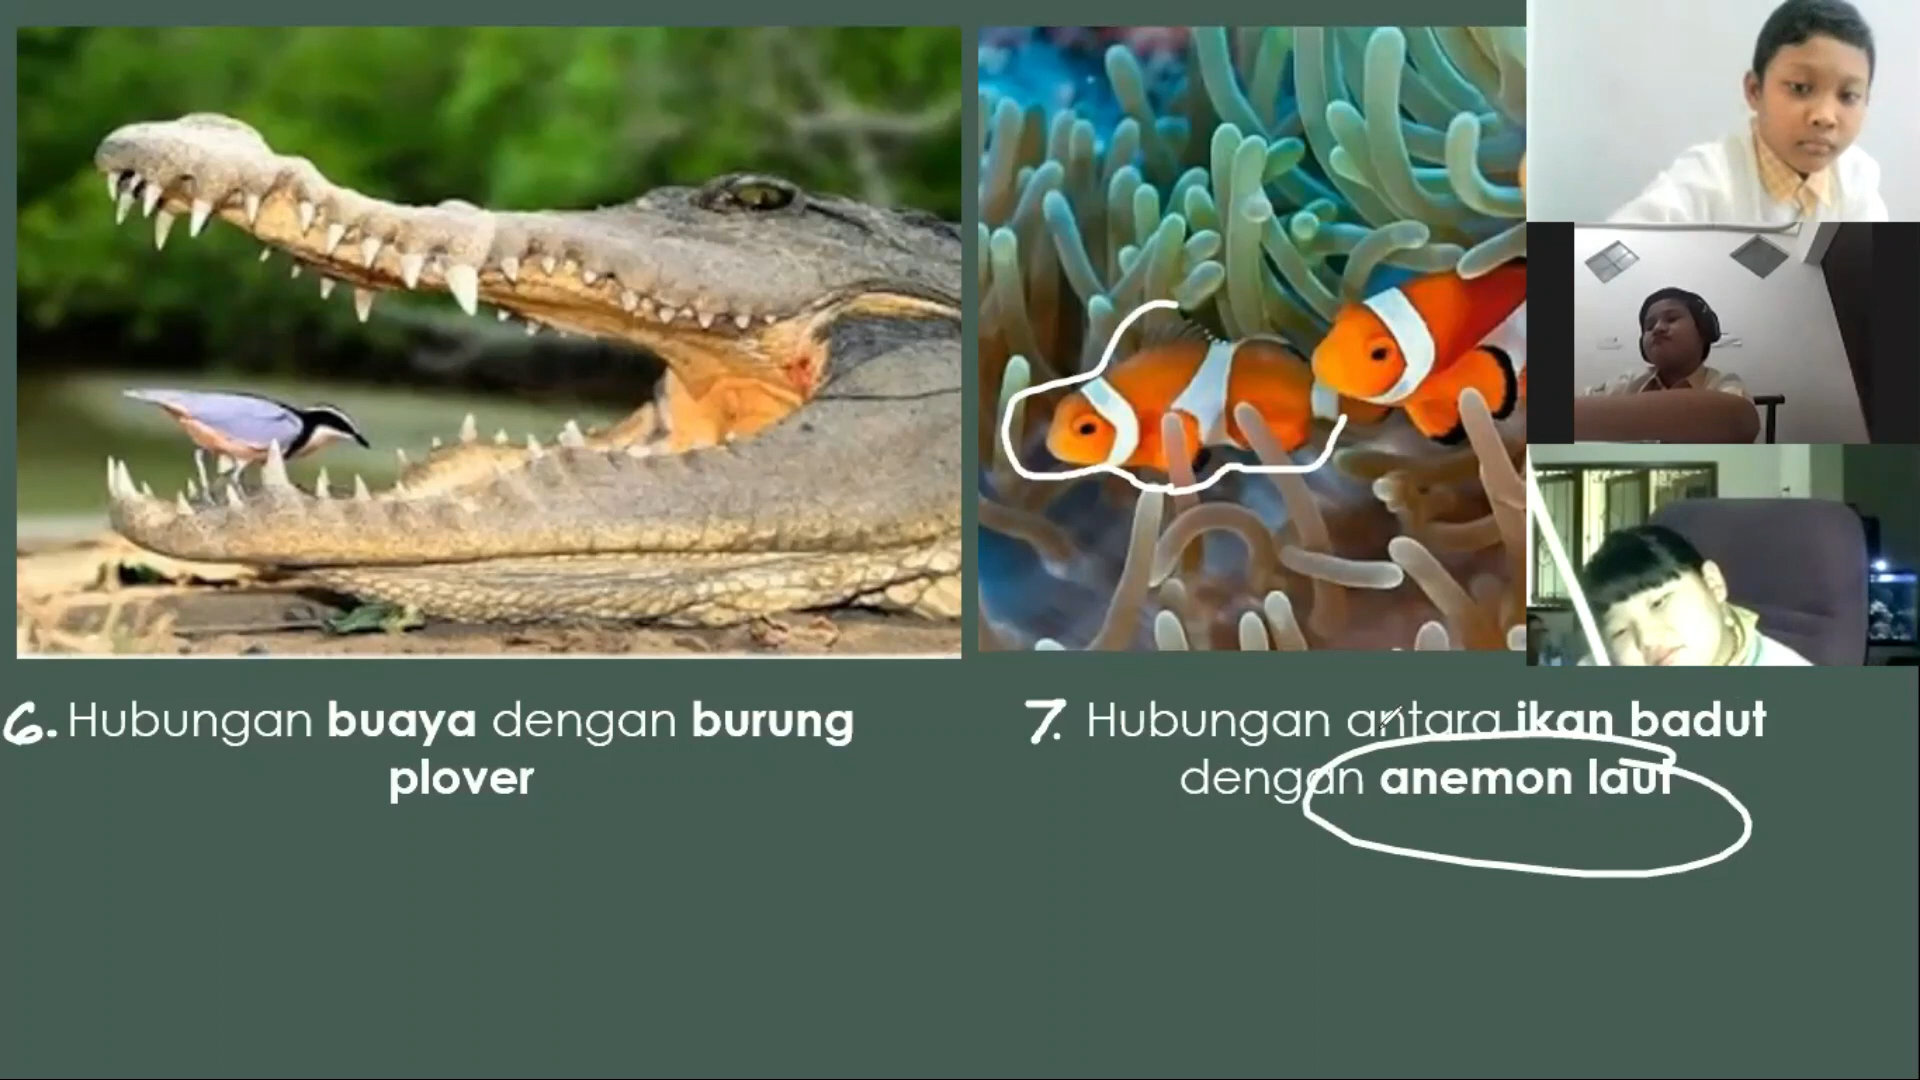 6. Hubungan buaya dengan burung
plover
7. Hubungan antara ikan badut
dengan anemon laut